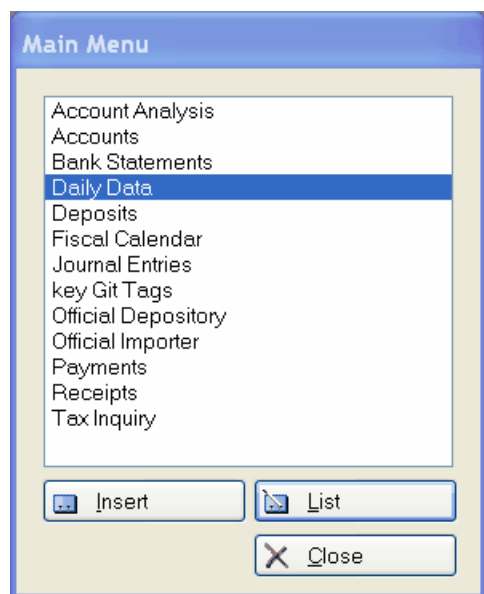 Main Menu
Account Analysis
Accounts
Bank Statements
Daily Data
Deposits
Fiscal Calendar
Journal Entries
key Git Tags
Official Depository
Official Importer
Payments
Receipts
Tax Inquiry
Insert
List
Close